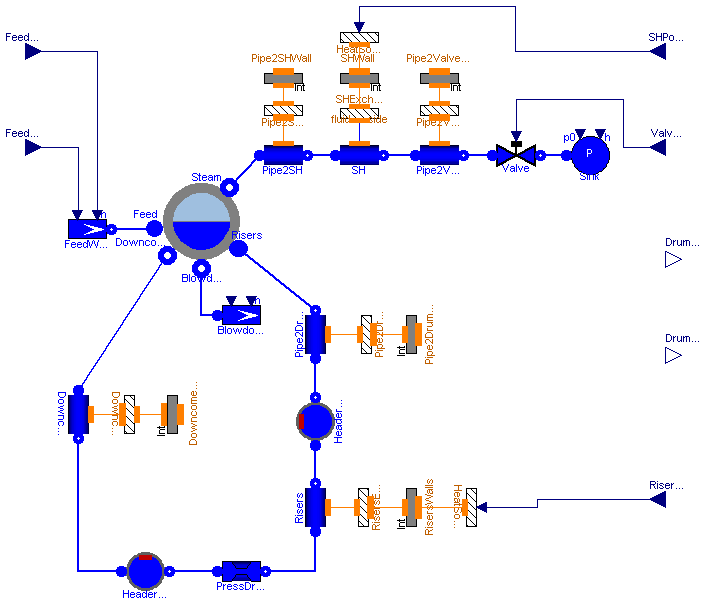 Feed...
SHPo...
HeatSo...
Pipe2SHWall
SHWall
Pipe2Valve...
Int
Int
Int
SHExch...
Pipe2S...
Pipe2V...
Feed...
Valv...
p0
h
P
Pipe2SH
SH
Pipe2V...
Valve
Sink
Steam
Feed
h
Risers
FeedW...
Downco...
Drum...
Blowd...
h
Blowdo...
Pipe2Dr...
Pipe2Dr...
Int
Pipe2Drum...
Drum...
Downc...
Downc...
Int
Downcome...
Header...
Risers
RisersE...
Int
RisersWalls
HeatSo...
Riser...
Header...
PressDr...